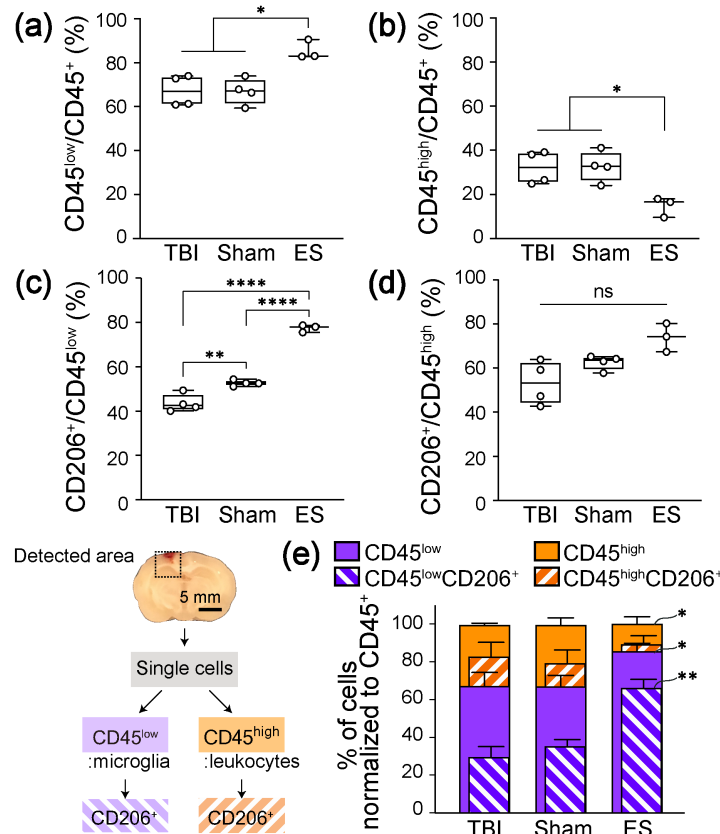 (a)
CD45low/CD45+ (%)
100
80
60
40
20
0
*
TBI Sham ES
(b)
CD45high/CD45+ (%)
100
80
60
40
20
0
*
TBI Sham ES
(c)
CD206+/CD45low (%)
100
80
60
40
20
0
****
****
**
TBI Sham ES
(d)
CD206+/CD45high (%)
100
80
60
40
20
0
ns
TBI Sham ES
Detected area
5 mm
Single cells
CD45low
:microglia
CD45high
:leukocytes
CD206+
CD206+
(e)
CD45low
CD45high
CD45lowCD206+
CD45highCD206+
% of cells
normalized to CD45+
100
80
60
40
20
0
*
*
**
TBI Sham ES